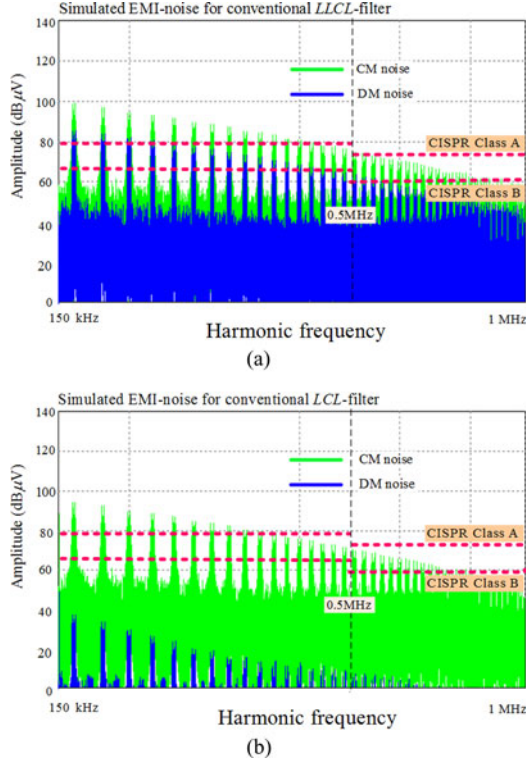 Simulated EMI-noise for conventional LLCL-filter
140
120
100
80
60
40
20
0
Amplitude (dBμV)
CM noise
DM noise
CISPR Class A
CISPR Class B
0.5MHz
150 kHz
1 MHz
Harmonic frequency
(a)
Simulated EMI-noise for conventional LCL-filter
140
120
100
80
60
40
20
0
Amplitude (dBμV)
CM noise
DM noise
CISPR Class A
CISPR Class B
0.5MHz
150 kHz
1 MHz
Harmonic frequency
(b)